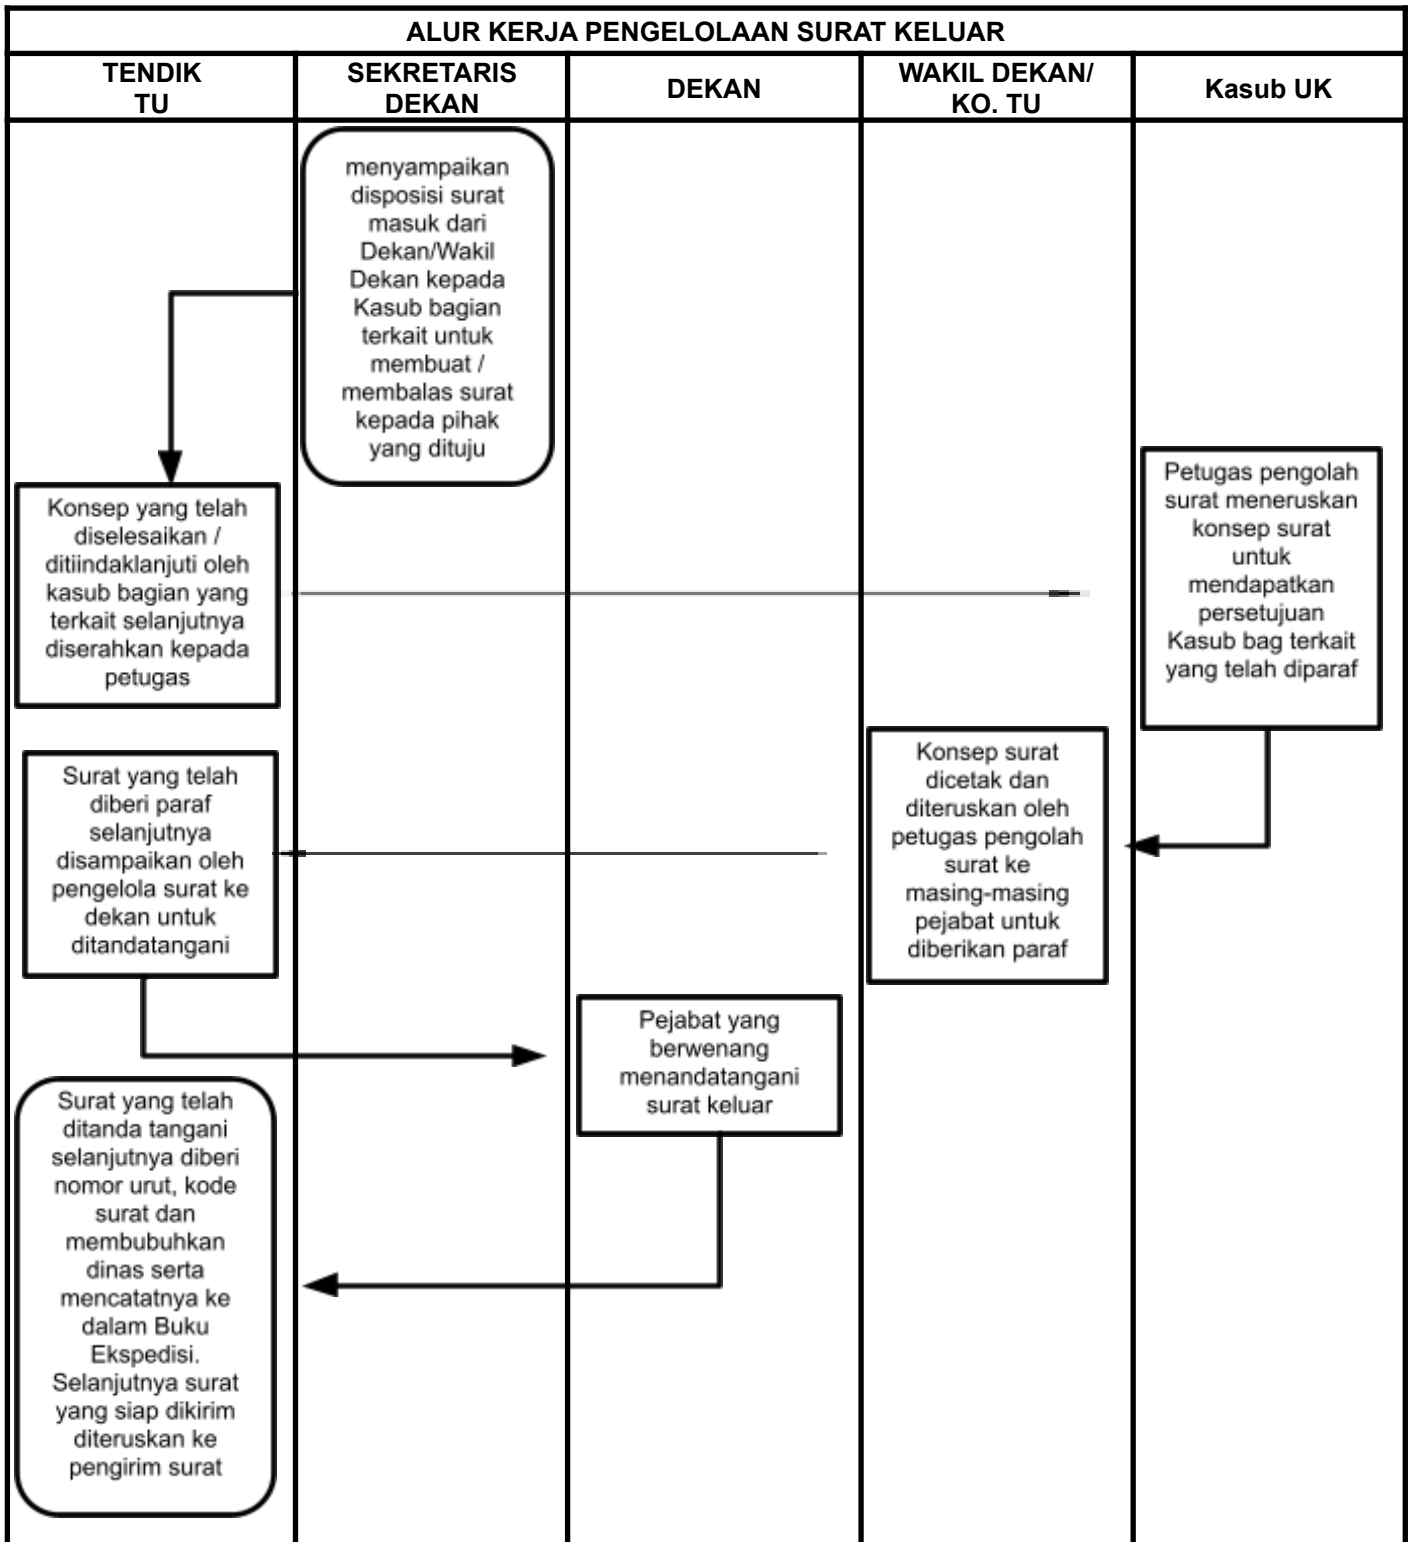 ALUR KERJA PENGELOLAAN SURAT KELUAR
TENDIK
TU
SEKRETARIS
DEKAN
DEKAN
WAKIL DEKAN/
KO. TU
Kasub UK
menyampaikan
disposisi surat
masuk dari
Dekan/Wakil
Dekan kepada
Kasub bagian
terkait untuk
membuat /
membalas surat
kepada pihak
yang dituju
Konsep yang telah
diselesaikan /
ditiindaklanjuti oleh
kasub bagian yang
terkait selanjutnya
diserahkan kepada
petugas
Petugas pengolah
surat meneruskan
konsep surat
untuk
mendapatkan
persetujuan
Kasub bag terkait
yang telah diparaf
Konsep surat
dicetak dan
diteruskan oleh
petugas pengolah
surat ke
masing-masing
pejabat untuk
diberikan paraf
Surat yang telah
diberi paraf
selanjutnya
disampaikan oleh
pengelola surat ke
dekan untuk
ditandatangani
Pejabat yang
berwenang
menandatangani
surat keluar
Surat yang telah
ditanda tangani
selanjutnya diberi
nomor urut, kode
surat dan
membubuhkan
dinas serta
mencatatnya ke
dalam Buku
Ekspedisi.
Selanjutnya surat
yang siap dikirim
diteruskan ke
pengirim surat